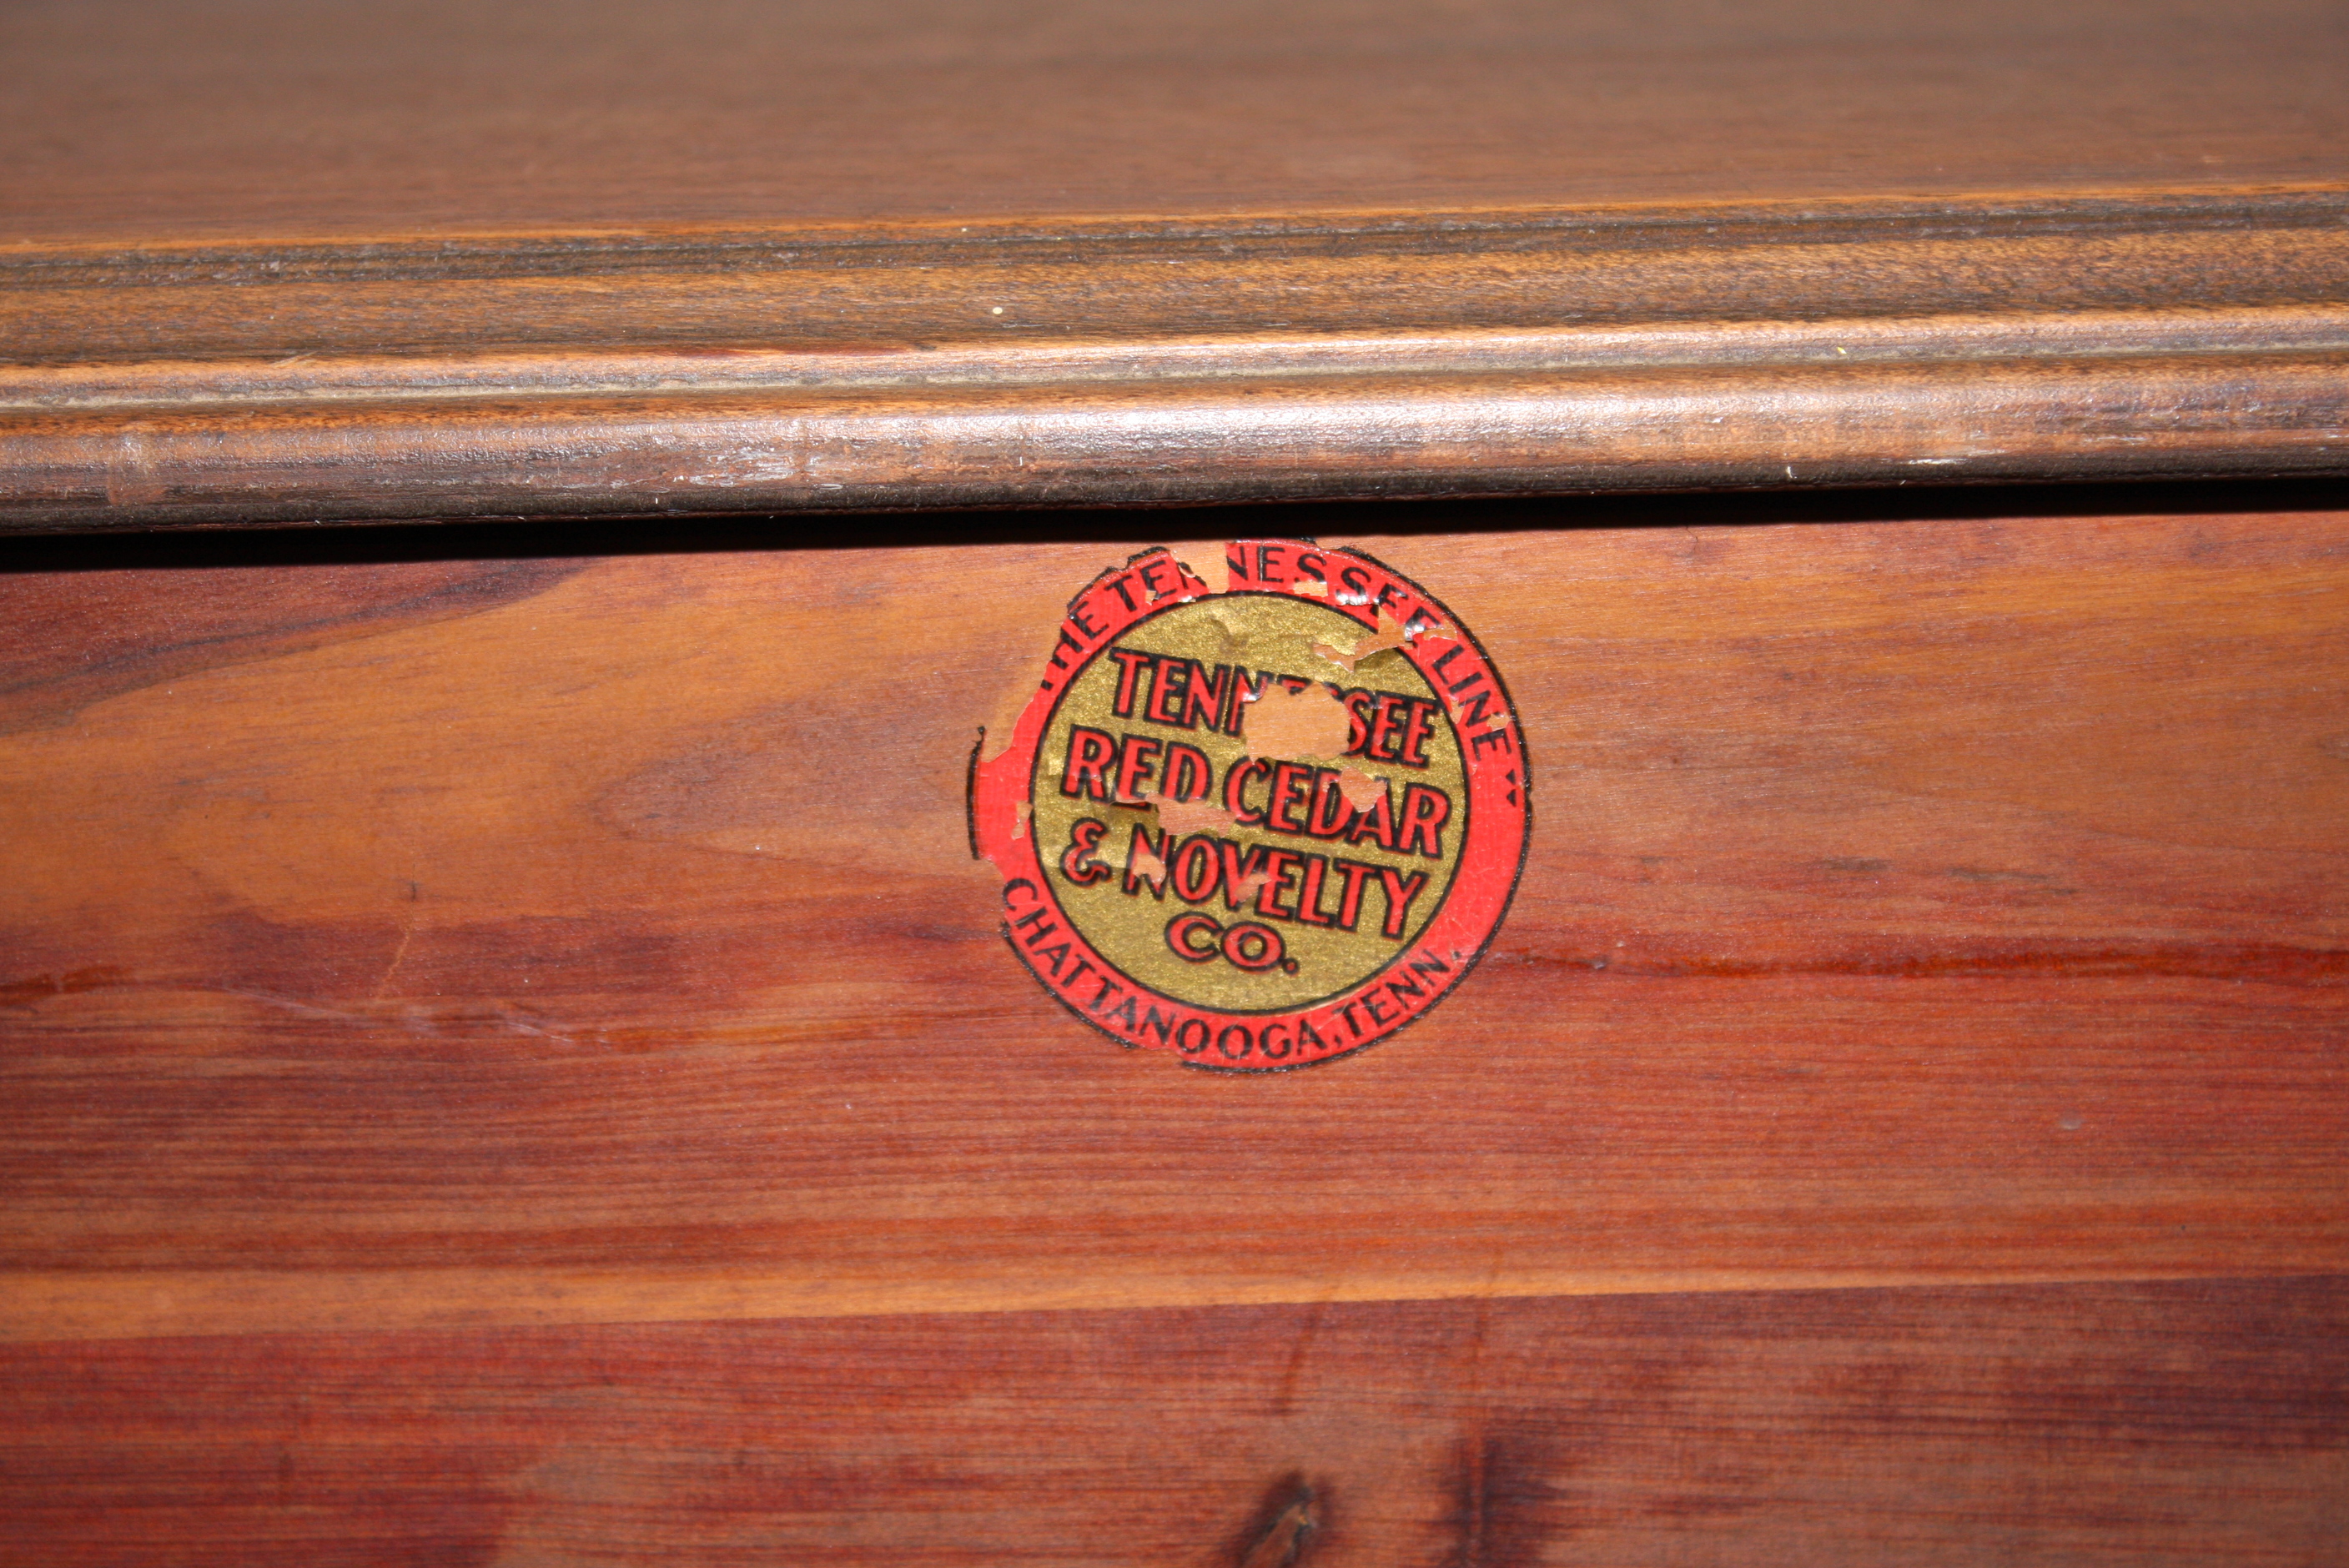 THE TENNESSEE LINE
TENNESSEE
RED CEDAR
& NOVELTY
CO.
CHATTANOOGA, TENN.